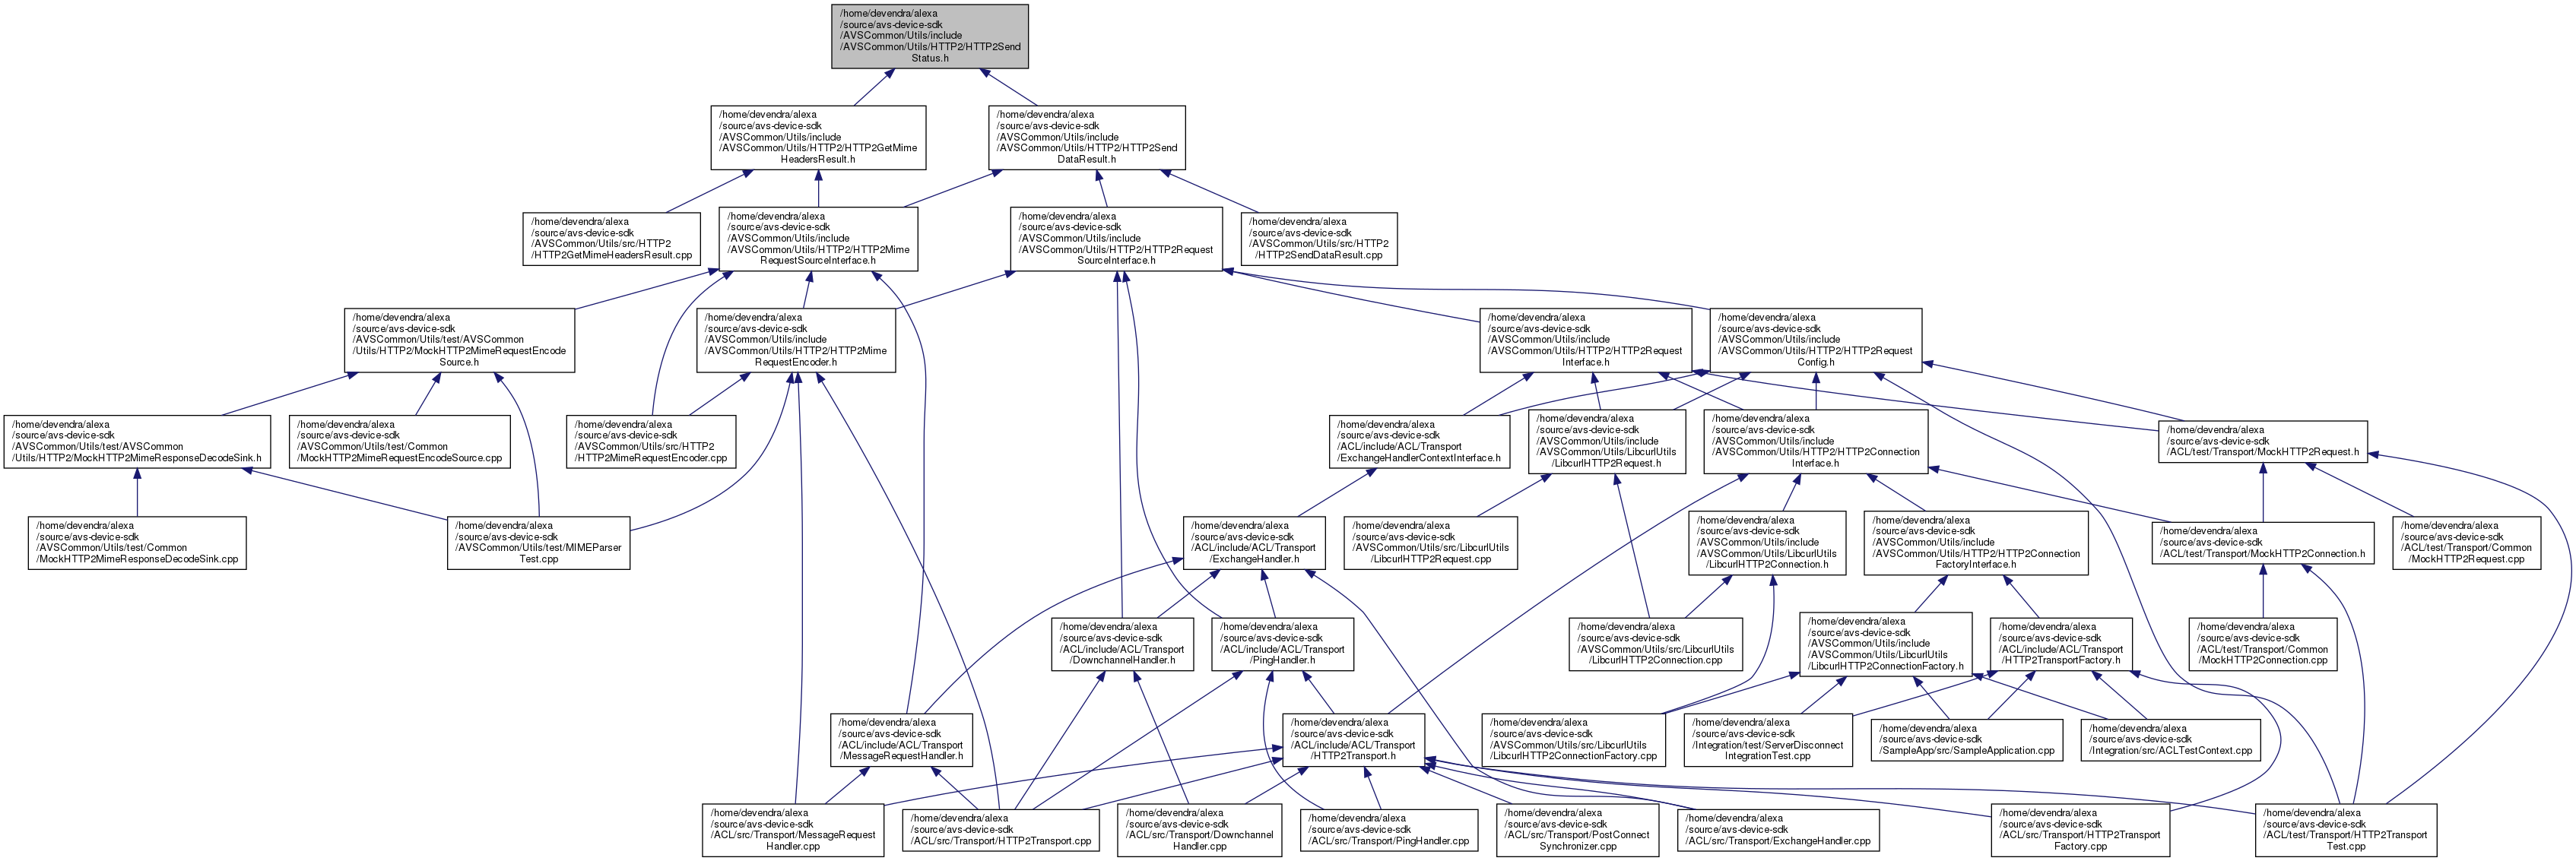 /home/devendra/alexa
/source/avs-device-sdk
/AVSCommon/Utils/include
/AVSCommon/Utils/HTTP2/HTTP2Send
Status.h
/home/devendra/alexa
/source/avs-device-sdk
/AVSCommon/Utils/include
/AVSCommon/Utils/HTTP2/HTTP2GetMime
HeadersResult.h
/home/devendra/alexa
/source/avs-device-sdk
/AVSCommon/Utils/include
/AVSCommon/Utils/HTTP2/HTTP2Send
DataResult.h
/home/devendra/alexa
/source/avs-device-sdk
/AVSCommon/Utils/src/HTTP2
/HTTP2GetMimeHeadersResult.cpp
/home/devendra/alexa
/source/avs-device-sdk
/AVSCommon/Utils/include
/AVSCommon/Utils/HTTP2/HTTP2Mime
RequestSourceInterface.h
/home/devendra/alexa
/source/avs-device-sdk
/AVSCommon/Utils/include
/AVSCommon/Utils/HTTP2/HTTP2Request
SourceInterface.h
/home/devendra/alexa
/source/avs-device-sdk
/AVSCommon/Utils/src/HTTP2
/HTTP2SendDataResult.cpp
/home/devendra/alexa
/source/avs-device-sdk
/AVSCommon/Utils/test/AVSCommon
/Utils/HTTP2/MockHTTP2MimeRequestEncode
Source.h
/home/devendra/alexa
/source/avs-device-sdk
/AVSCommon/Utils/include
/AVSCommon/Utils/HTTP2/HTTP2Mime
RequestEncoder.h
/home/devendra/alexa
/source/avs-device-sdk
/AVSCommon/Utils/include
/AVSCommon/Utils/HTTP2/HTTP2Request
Interface.h
/home/devendra/alexa
/source/avs-device-sdk
/AVSCommon/Utils/include
/AVSCommon/Utils/HTTP2/HTTP2Request
Config.h
/home/devendra/alexa
/source/avs-device-sdk
/AVSCommon/Utils/test/AVSCommon
/Utils/HTTP2/MockHTTP2MimeResponseDecodeSink.h
/home/devendra/alexa
/source/avs-device-sdk
/AVSCommon/Utils/test/Common
/MockHTTP2MimeRequestEncodeSource.cpp
/home/devendra/alexa
/source/avs-device-sdk
/AVSCommon/Utils/src/HTTP2
/HTTP2MimeRequestEncoder.cpp
/home/devendra/alexa
/source/avs-device-sdk
/ACL/include/ACL/Transport
/ExchangeHandlerContextInterface.h
/home/devendra/alexa
/source/avs-device-sdk
/AVSCommon/Utils/include
/AVSCommon/Utils/LibcurlUtils
/LibcurlHTTP2Request.h
/home/devendra/alexa
/source/avs-device-sdk
/AVSCommon/Utils/include
/AVSCommon/Utils/HTTP2/HTTP2Connection
Interface.h
/home/devendra/alexa
/source/avs-device-sdk
/ACL/test/Transport/MockHTTP2Request.h
/home/devendra/alexa
/source/avs-device-sdk
/AVSCommon/Utils/test/Common
/MockHTTP2MimeResponseDecodeSink.cpp
/home/devendra/alexa
/source/avs-device-sdk
/AVSCommon/Utils/test/MIMEParser
Test.cpp
/home/devendra/alexa
/source/avs-device-sdk
/ACL/include/ACL/Transport
/ExchangeHandler.h
/home/devendra/alexa
/source/avs-device-sdk
/AVSCommon/Utils/src/LibcurlUtils
/LibcurlHTTP2Request.cpp
/home/devendra/alexa
/source/avs-device-sdk
/AVSCommon/Utils/include
/AVSCommon/Utils/LibcurlUtils
/LibcurlHTTP2Connection.h
/home/devendra/alexa
/source/avs-device-sdk
/AVSCommon/Utils/include
/AVSCommon/Utils/HTTP2/HTTP2Connection
FactoryInterface.h
/home/devendra/alexa
/source/avs-device-sdk
/ACL/test/Transport/MockHTTP2Connection.h
/home/devendra/alexa
/source/avs-device-sdk
/ACL/test/Transport/Common
/MockHTTP2Request.cpp
/home/devendra/alexa
/source/avs-device-sdk
/ACL/include/ACL/Transport
/DownchannelHandler.h
/home/devendra/alexa
/source/avs-device-sdk
/ACL/include/ACL/Transport
/PingHandler.h
/home/devendra/alexa
/source/avs-device-sdk
/AVSCommon/Utils/src/LibcurlUtils
/LibcurlHTTP2Connection.cpp
/home/devendra/alexa
/source/avs-device-sdk
/AVSCommon/Utils/include
/AVSCommon/Utils/LibcurlUtils
/LibcurlHTTP2ConnectionFactory.h
/home/devendra/alexa
/source/avs-device-sdk
/ACL/include/ACL/Transport
/HTTP2TransportFactory.h
/home/devendra/alexa
/source/avs-device-sdk
/ACL/test/Transport/Common
/MockHTTP2Connection.cpp
/home/devendra/alexa
/source/avs-device-sdk
/ACL/include/ACL/Transport
/MessageRequestHandler.h
/home/devendra/alexa
/source/avs-device-sdk
/ACL/include/ACL/Transport
/HTTP2Transport.h
/home/devendra/alexa
/source/avs-device-sdk
/AVSCommon/Utils/src/LibcurlUtils
/LibcurlHTTP2ConnectionFactory.cpp
/home/devendra/alexa
/source/avs-device-sdk
/Integration/test/ServerDisconnect
IntegrationTest.cpp
/home/devendra/alexa
/source/avs-device-sdk
/SampleApp/src/SampleApplication.cpp
/home/devendra/alexa
/source/avs-device-sdk
/Integration/src/ACLTestContext.cpp
/home/devendra/alexa
/source/avs-device-sdk
/ACL/src/Transport/MessageRequest
Handler.cpp
/home/devendra/alexa
/source/avs-device-sdk
/ACL/src/Transport/HTTP2Transport.cpp
/home/devendra/alexa
/source/avs-device-sdk
/ACL/src/Transport/Downchannel
Handler.cpp
/home/devendra/alexa
/source/avs-device-sdk
/ACL/src/Transport/PingHandler.cpp
/home/devendra/alexa
/source/avs-device-sdk
/ACL/src/Transport/PostConnect
Synchronizer.cpp
/home/devendra/alexa
/source/avs-device-sdk
/ACL/src/Transport/ExchangeHandler.cpp
/home/devendra/alexa
/source/avs-device-sdk
/ACL/src/Transport/HTTP2Transport
Factory.cpp
/home/devendra/alexa
/source/avs-device-sdk
/ACL/test/Transport/HTTP2Transport
Test.cpp